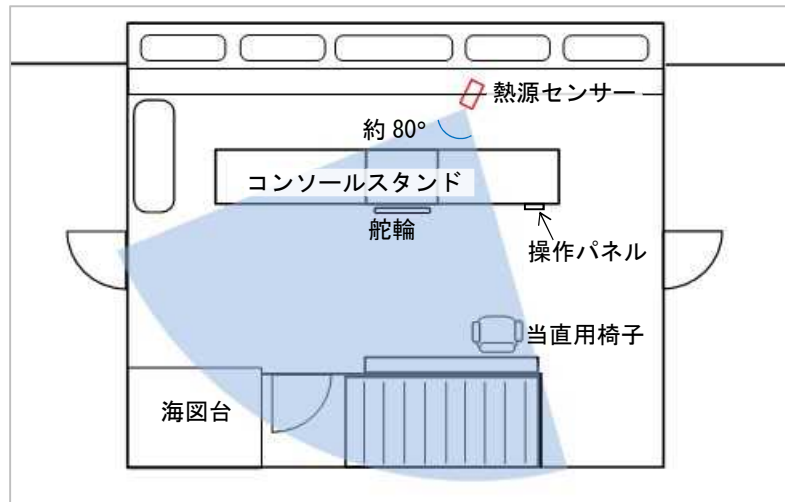 熱源センサー
約 80°
コンソールスタンド
舵輪
操作パネル
当直用椅子
海図台